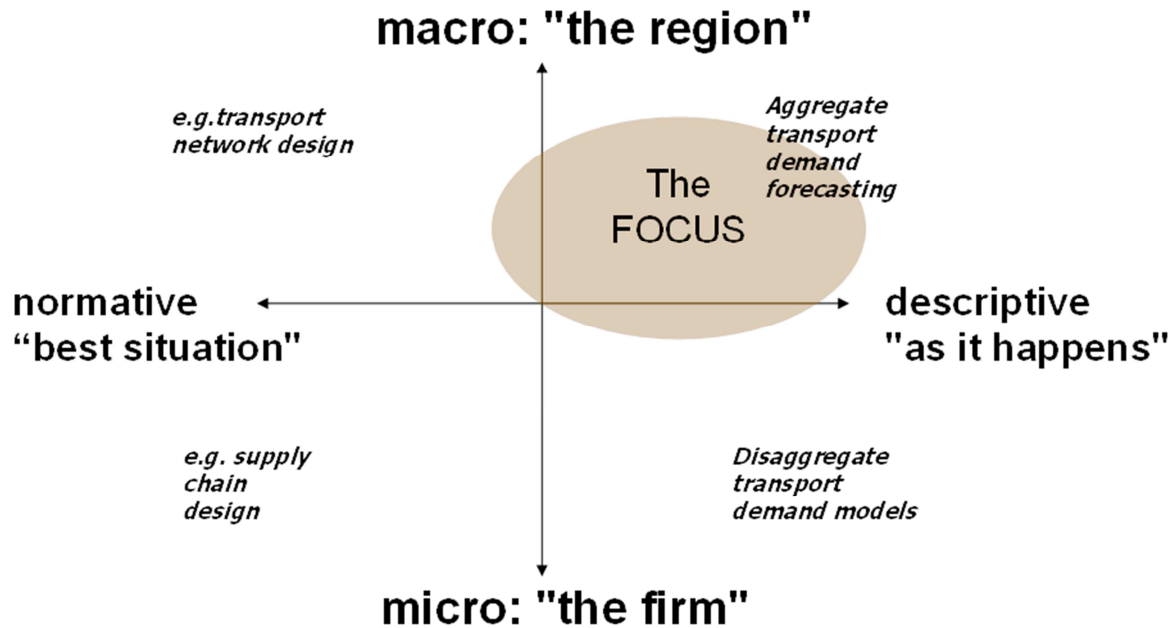 macro: "the region"
e.g.transport
network design
Aggregate
transport
demand
forecasting
The
FOCUS
normative
“best situation"
descriptive
"as it happens"
e.g. supply
chain
design
Disaggregate
transport
demand models
micro: "the firm"